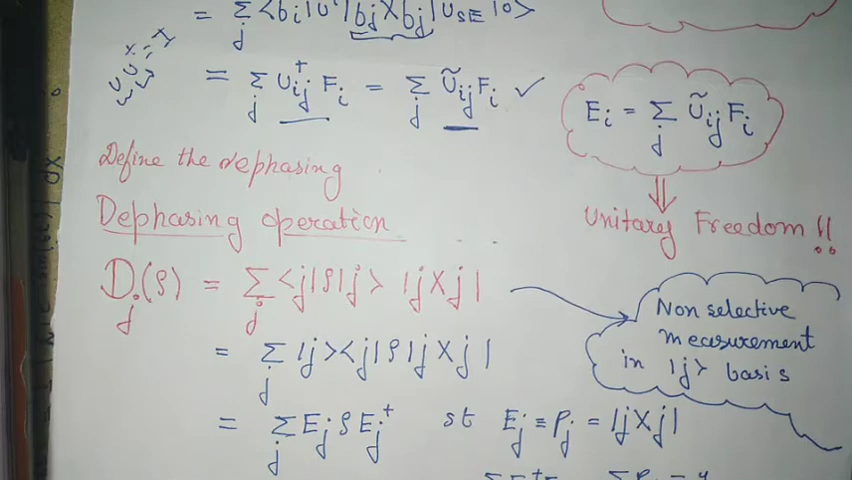 = Σ_j <b_i|U†|b_j><b_j|U_SE|0>
= Σ_j U†_ij F_i = Σ_j Ũ_ij F_i ✓
E_i = Σ_j Ũ_ij F_i
⇓
Unitary Freedom !!
Define the dephasing
Dephasing operation
D_j(ρ) = Σ_j <j|ρ|j> |j><j|
Non selective
measurement
in |j> basis
= Σ_j |j><j|ρ|j><j|
= Σ_j E_j ρ E_j† st E_j ≡ P_j = |j><j|